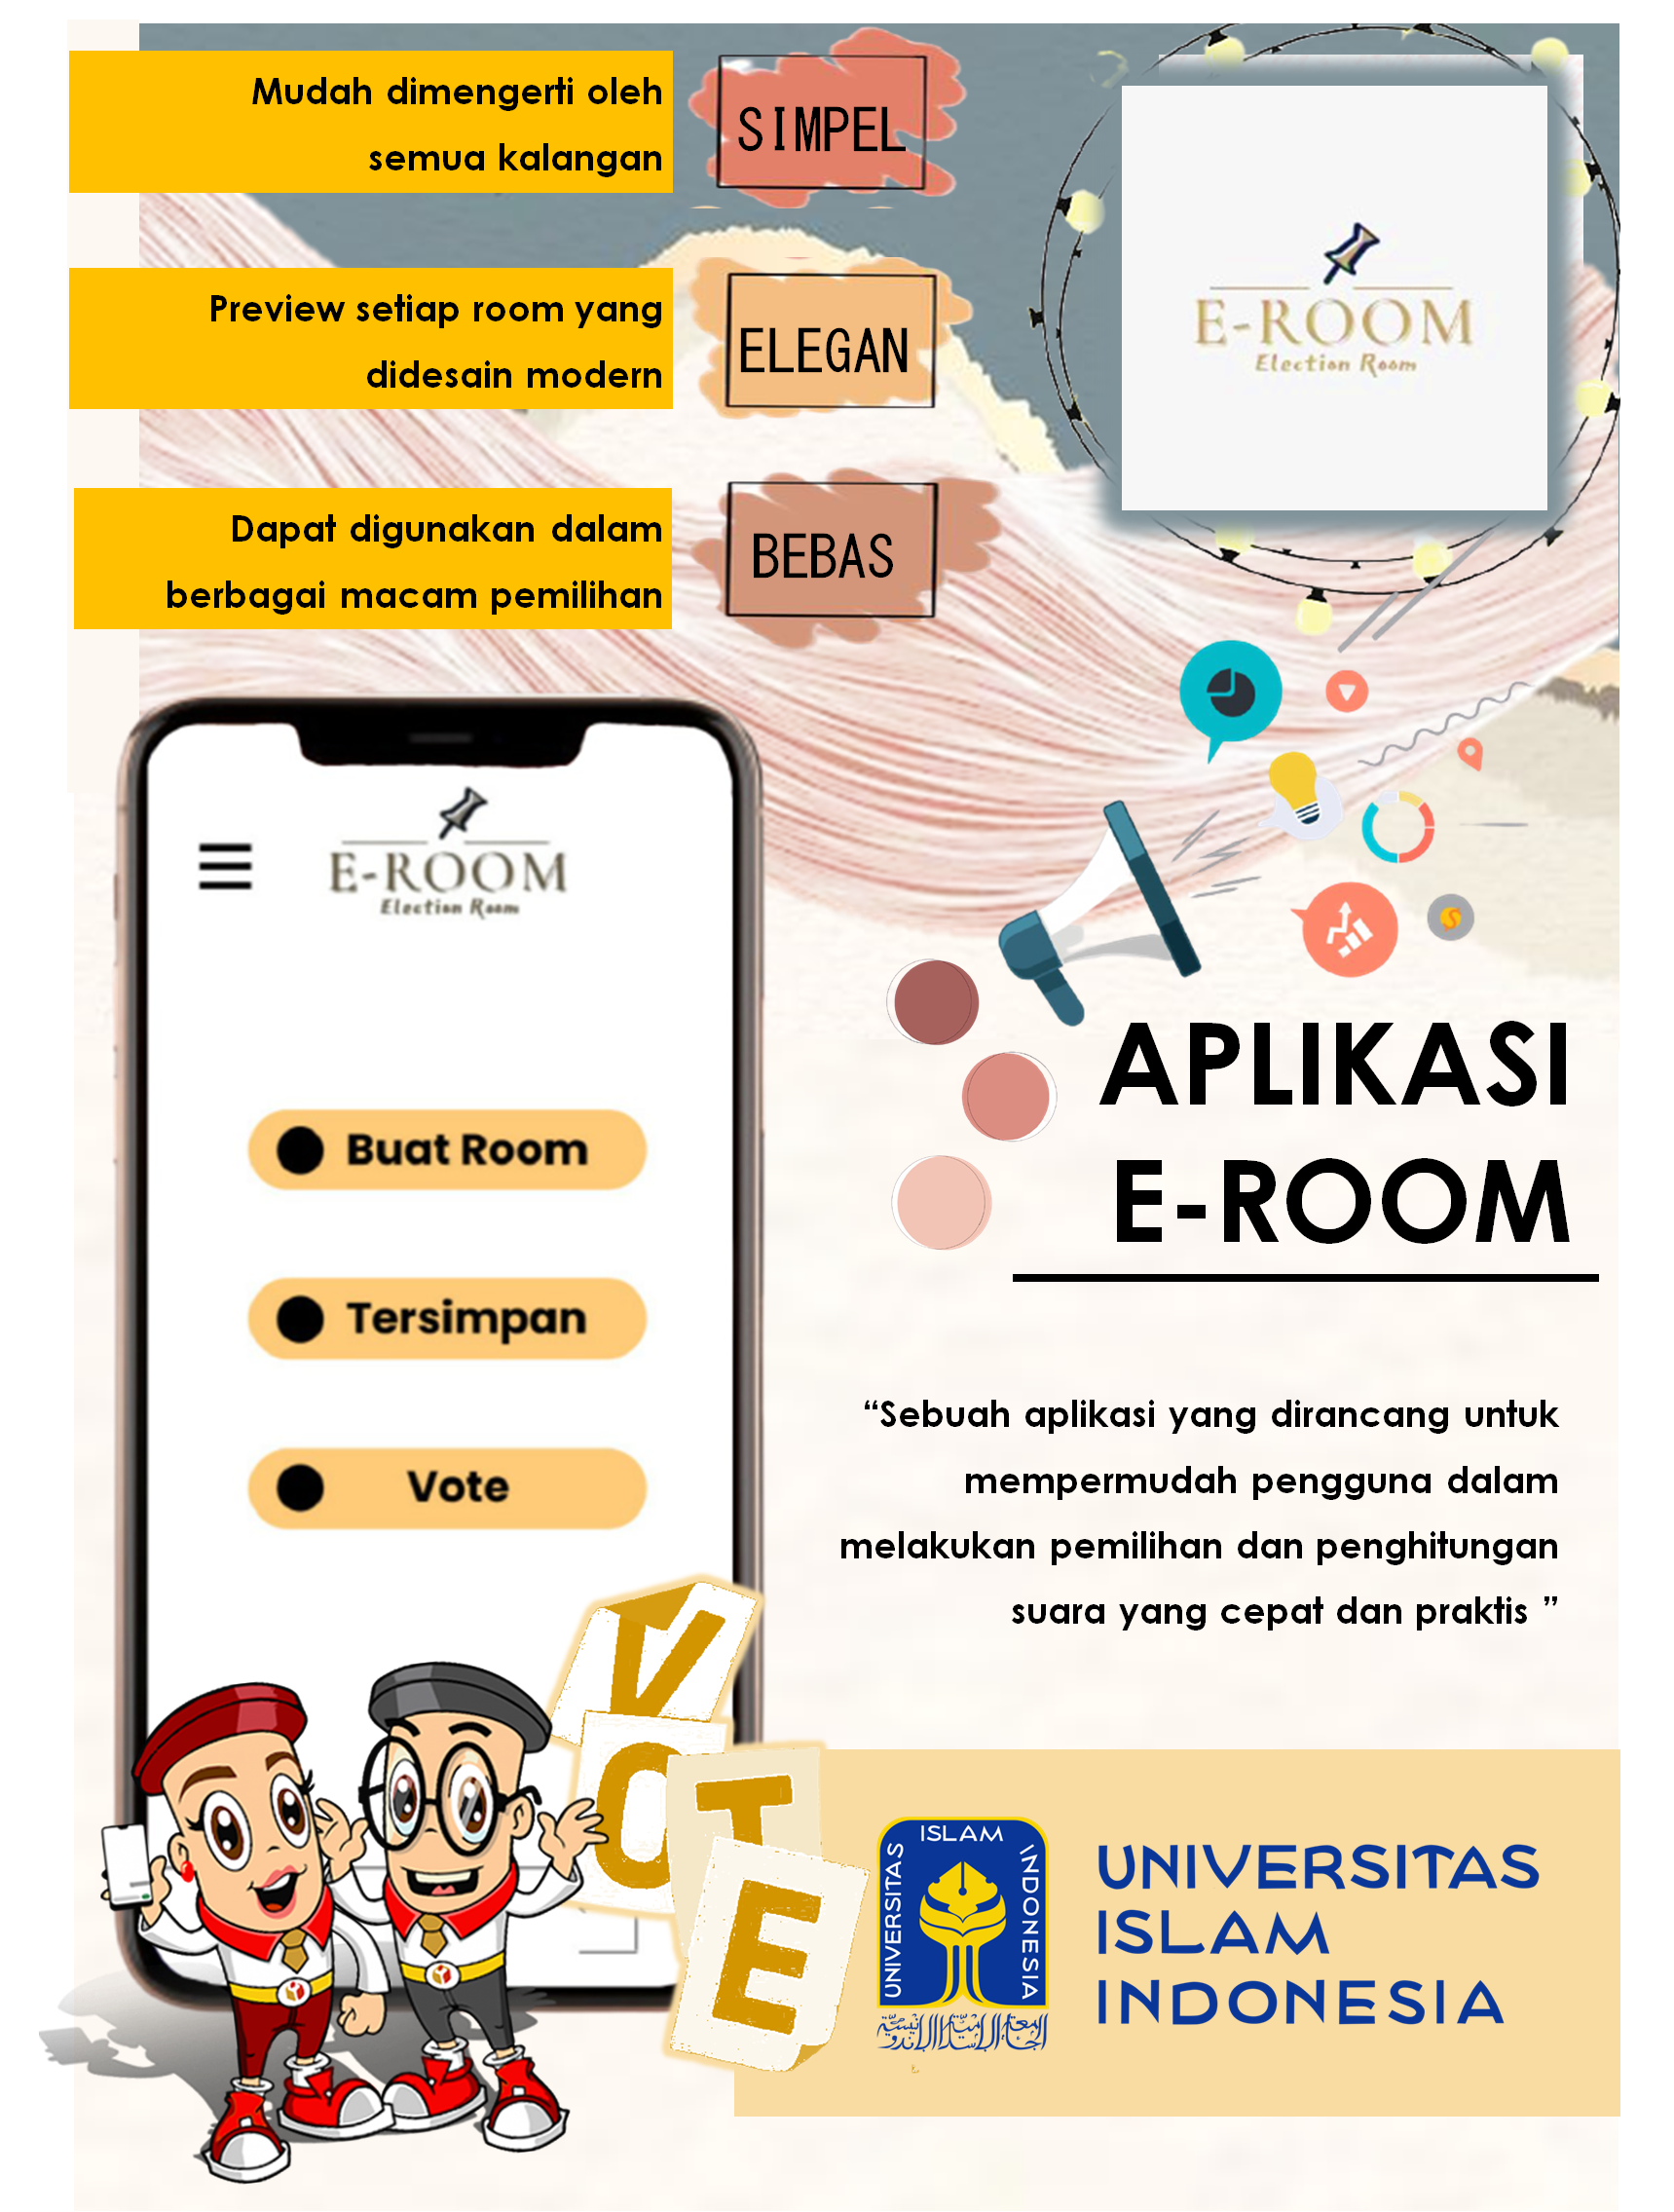 Mudah dimengerti oleh
semua kalangan
SIMPEL
Preview setiap room yang
didesain modern
ELEGAN
Dapat digunakan dalam
berbagai macam pemilihan
BEBAS
E-ROOM
Election Room
E-ROOM
Election Room
Buat Room
Tersimpan
Vote
APLIKASI
E-ROOM
“Sebuah aplikasi yang dirancang untuk
mempermudah pengguna dalam
melakukan pemilihan dan penghitungan
suara yang cepat dan praktis ”
VOTE
UNIVERSITAS ISLAM INDONESIA
UNIVERSITAS
ISLAM
INDONESIA